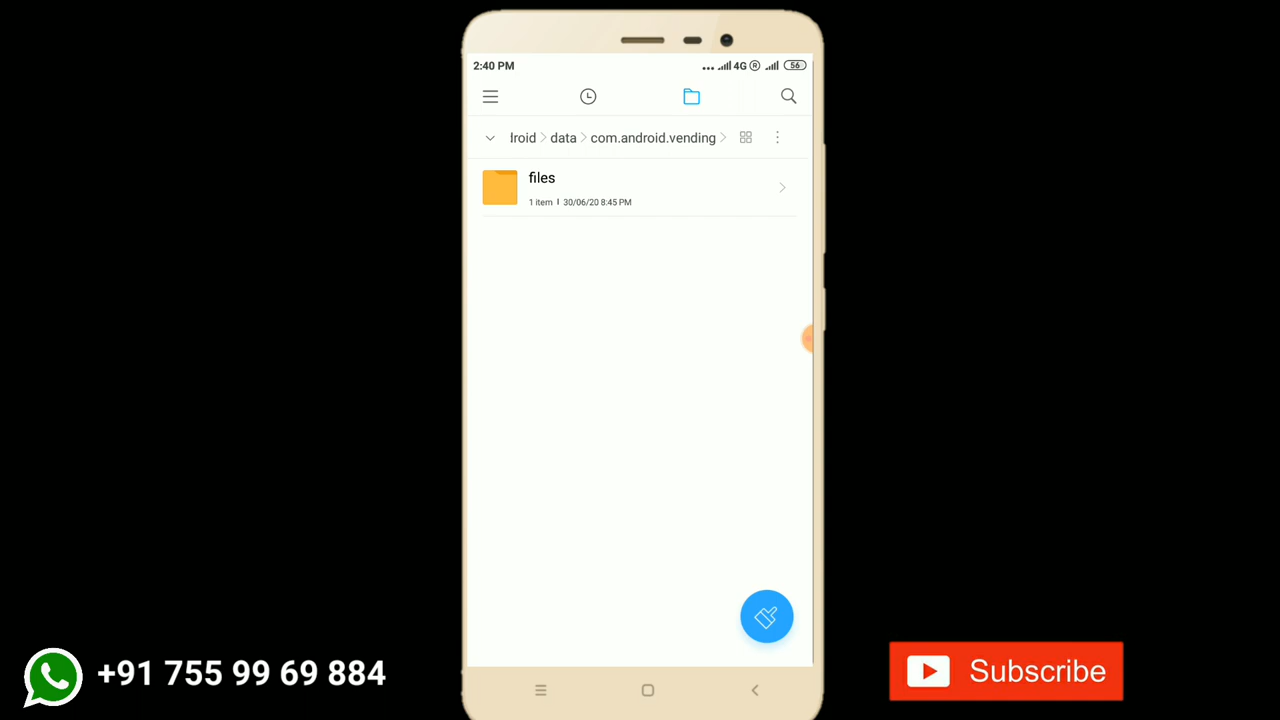 2:40 PM
4G R 56
droid data com.android.vending
files
1 item 30/06/20 8:45 PM
+91 755 99 69 884
Subscribe